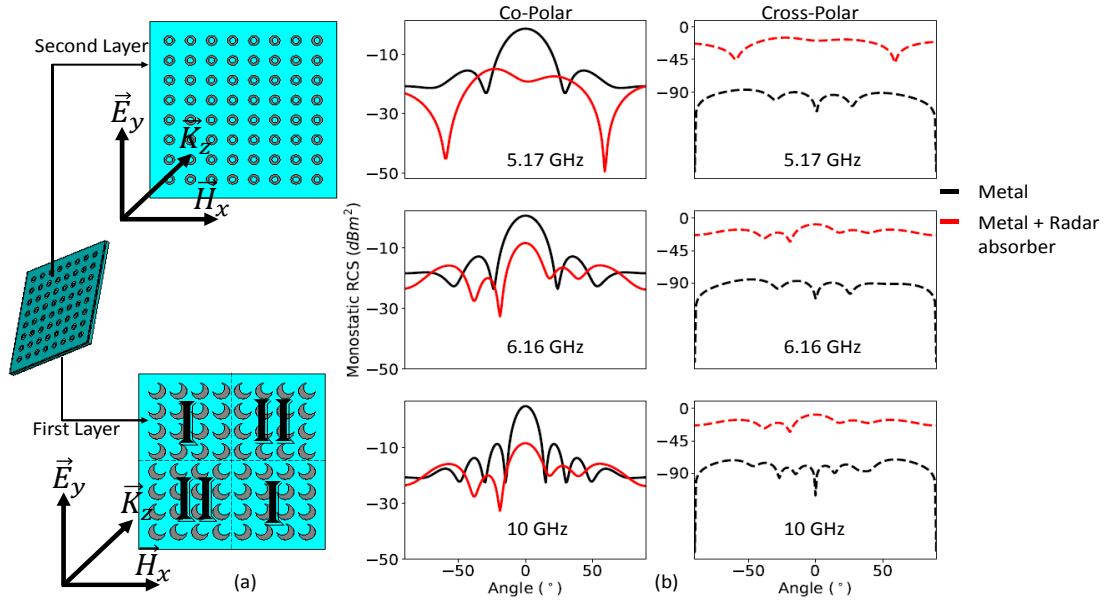 Second Layer
E⃗y
K⃗z
H⃗x
First Layer
I
II
II
I
E⃗y
K⃗z
H⃗x
(a)
Co-Polar
Cross-Polar
−10
−30
−50
5.17 GHz
0
−45
−90
5.17 GHz
Metal
Metal + Radar
absorber
Monostatic RCS (dBm²)
−10
−30
−50
6.16 GHz
0
−45
−90
6.16 GHz
−10
−30
−50
10 GHz
0
−45
−90
10 GHz
−50
0
50
Angle (°)
(b)
−50
0
50
Angle (°)